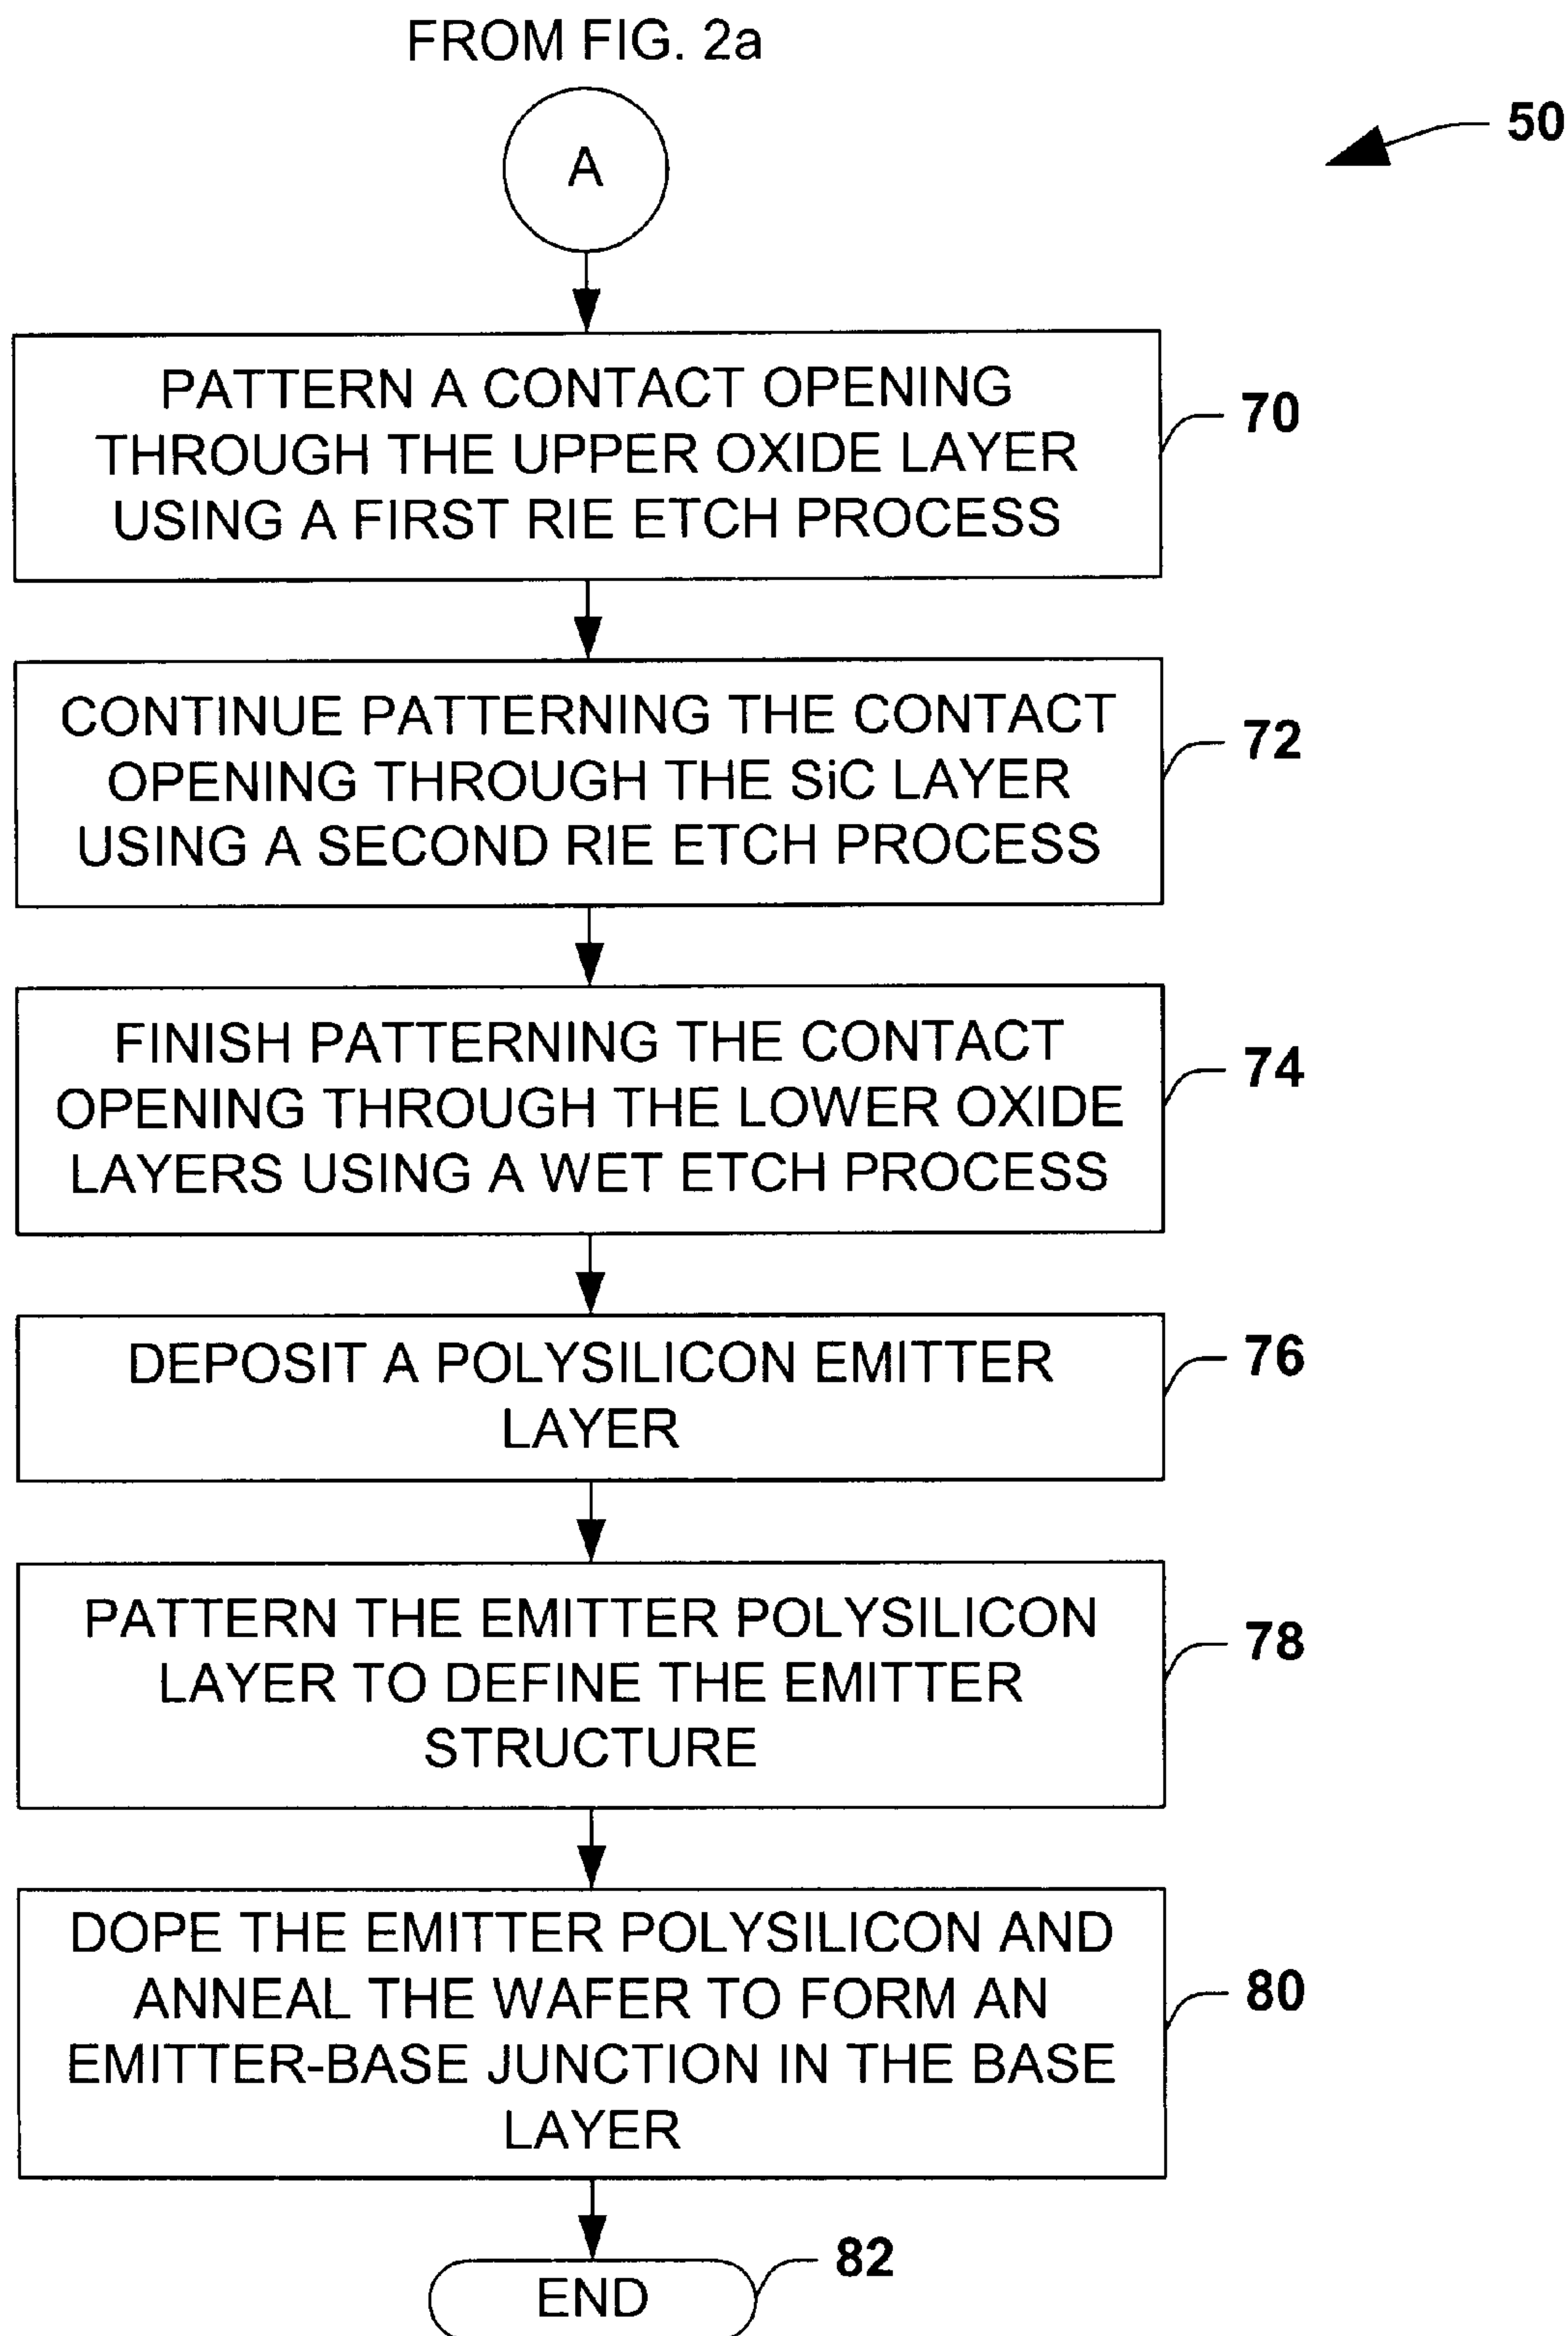 FROM FIG. 2a
50
A
PATTERN A CONTACT OPENING
THROUGH THE UPPER OXIDE LAYER
USING A FIRST RIE ETCH PROCESS
70
CONTINUE PATTERNING THE CONTACT
OPENING THROUGH THE SiC LAYER
USING A SECOND RIE ETCH PROCESS
72
FINISH PATTERNING THE CONTACT
OPENING THROUGH THE LOWER OXIDE
LAYERS USING A WET ETCH PROCESS
74
DEPOSIT A POLYSILICON EMITTER
LAYER
76
PATTERN THE EMITTER POLYSILICON
LAYER TO DEFINE THE EMITTER
STRUCTURE
78
DOPE THE EMITTER POLYSILICON AND
ANNEAL THE WAFER TO FORM AN
EMITTER-BASE JUNCTION IN THE BASE
LAYER
80
END
82